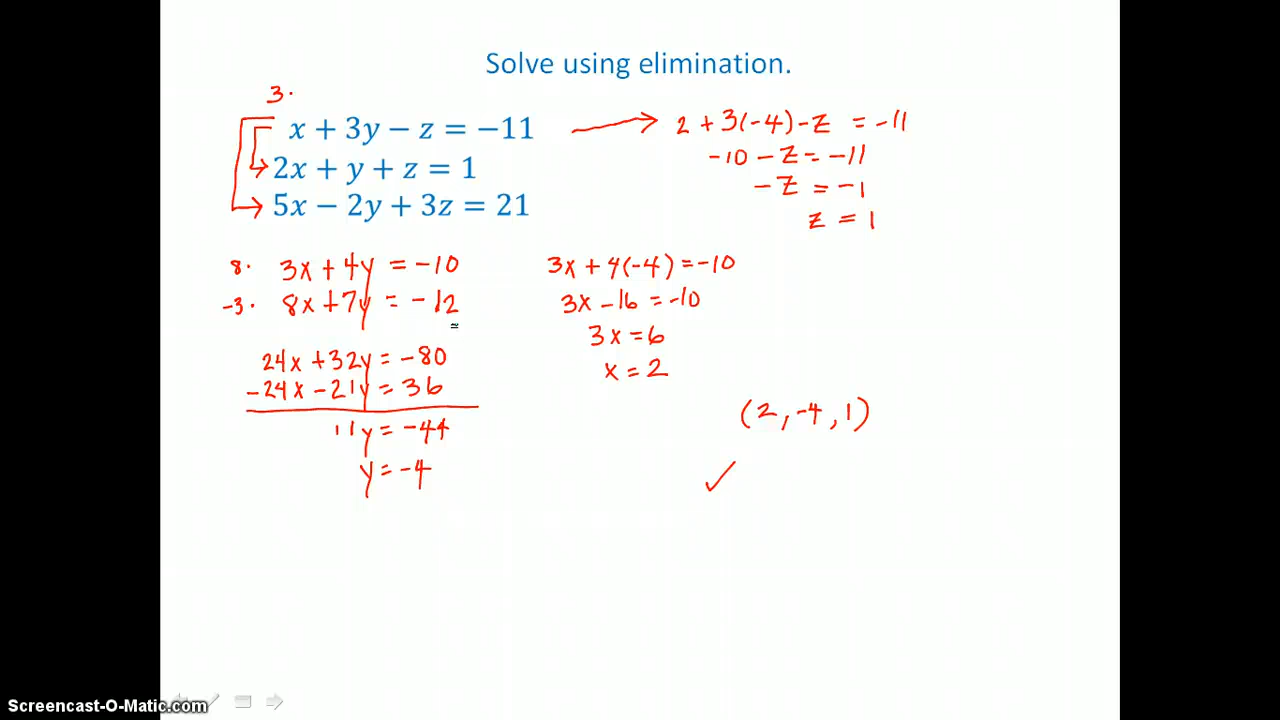 Solve using elimination.
3·
x + 3y − z = −11
2x + y + z = 1
5x − 2y + 3z = 21
2 + 3(-4) - z = -11
-10 - z = -11
-z = -1
z = 1
8· 3x + 4y = -10
-3· 8x + 7y = -12
24x + 32y = -80
-24x - 21y = 36
11y = -44
y = -4
3x + 4(-4) = -10
3x - 16 = -10
3x = 6
x = 2
(2, -4, 1)
Screencast-O-Matic.com